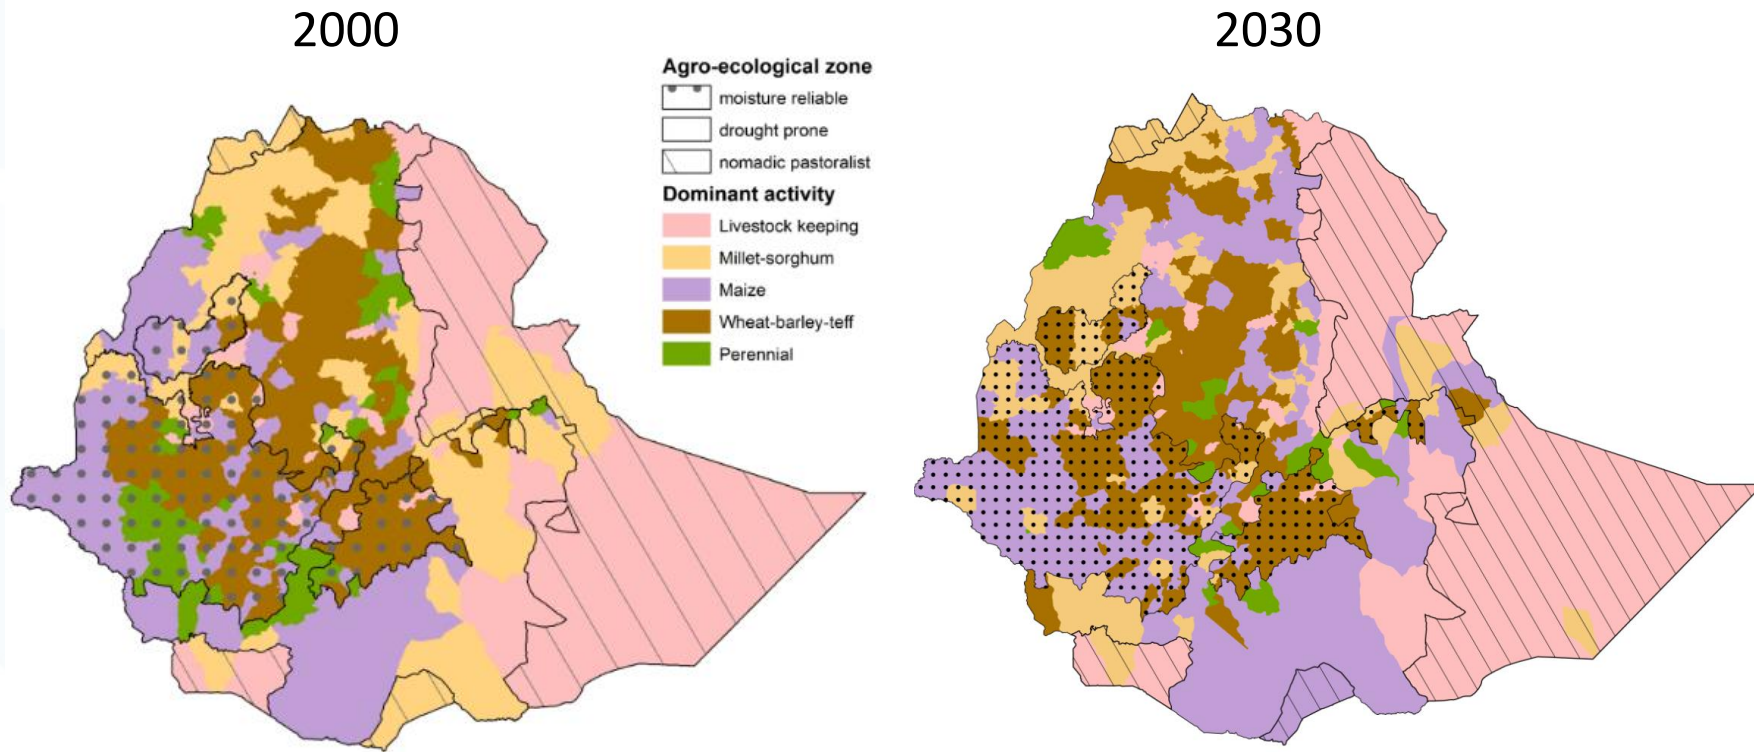 2000
2030
Agro-ecological zone
moisture reliable
drought prone
nomadic pastoralist
Dominant activity
Livestock keeping
Millet-sorghum
Maize
Wheat-barley-teff
Perennial